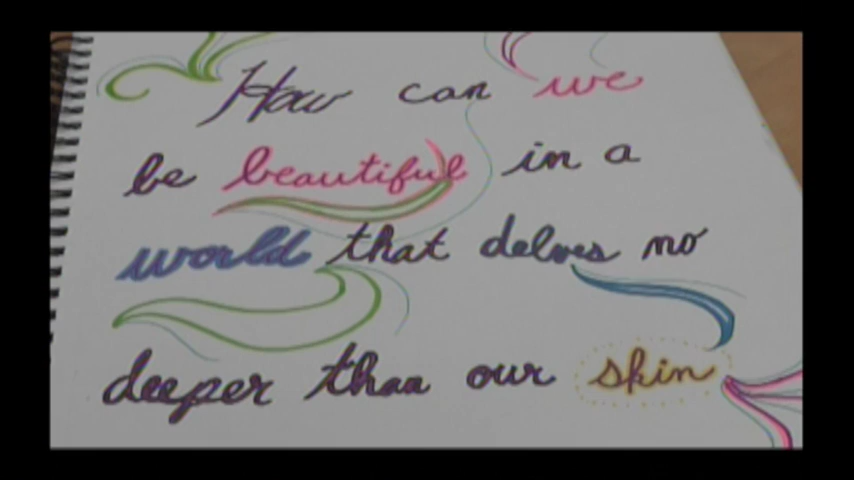 How can we
be beautiful in a
world that delves no
deeper than our skin